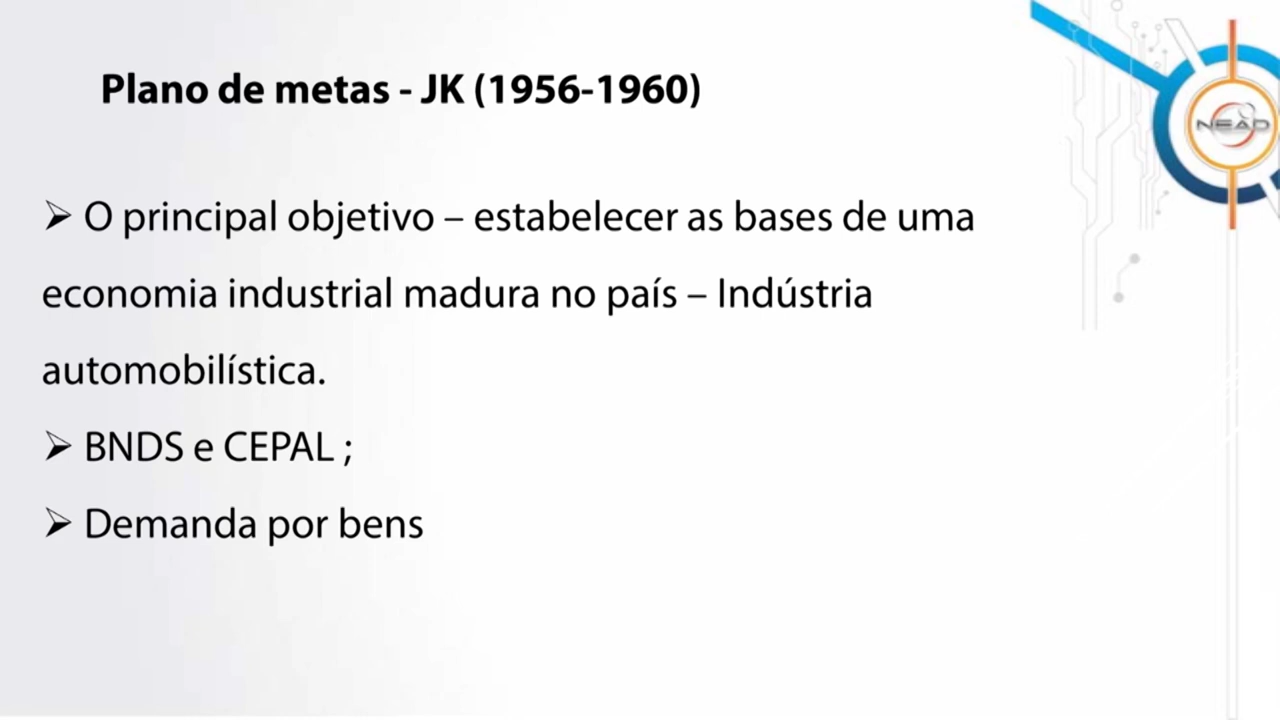 Plano de metas - JK (1956-1960)
NEAD
➢ O principal objetivo – estabelecer as bases de uma
economia industrial madura no país – Indústria
automobilística.
➢ BNDS e CEPAL ;
➢ Demanda por bens